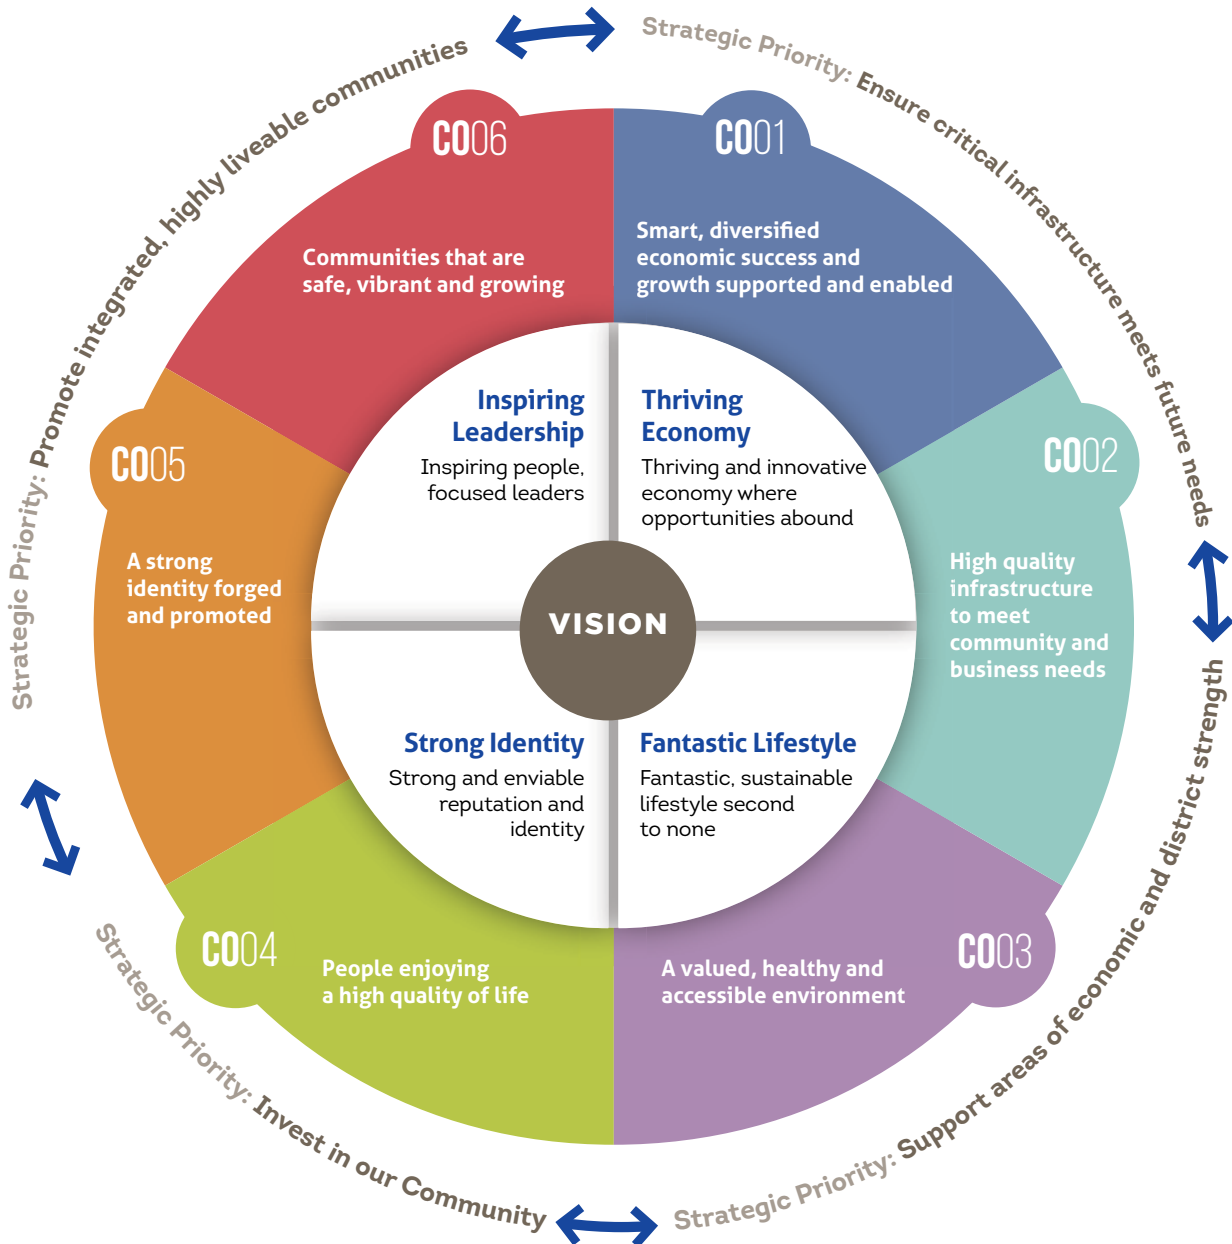 Strategic Priority: Ensure critical infrastructure meets future needs
Strategic Priority: Support areas of economic and district strength
Strategic Priority: Invest in our Community
Strategic Priority: Promote integrated, highly liveable communities
CO01
Smart, diversified
economic success and
growth supported and enabled
CO02
High quality
infrastructure
to meet
community and
business needs
CO03
A valued, healthy and
accessible environment
CO04
People enjoying
a high quality of life
CO05
A strong
identity forged
and promoted
CO06
Communities that are
safe, vibrant and growing
Inspiring
Leadership
Inspiring people,
focused leaders
Thriving
Economy
Thriving and innovative
economy where
opportunities abound
VISION
Strong Identity
Strong and enviable
reputation and
identity
Fantastic Lifestyle
Fantastic, sustainable
lifestyle second
to none